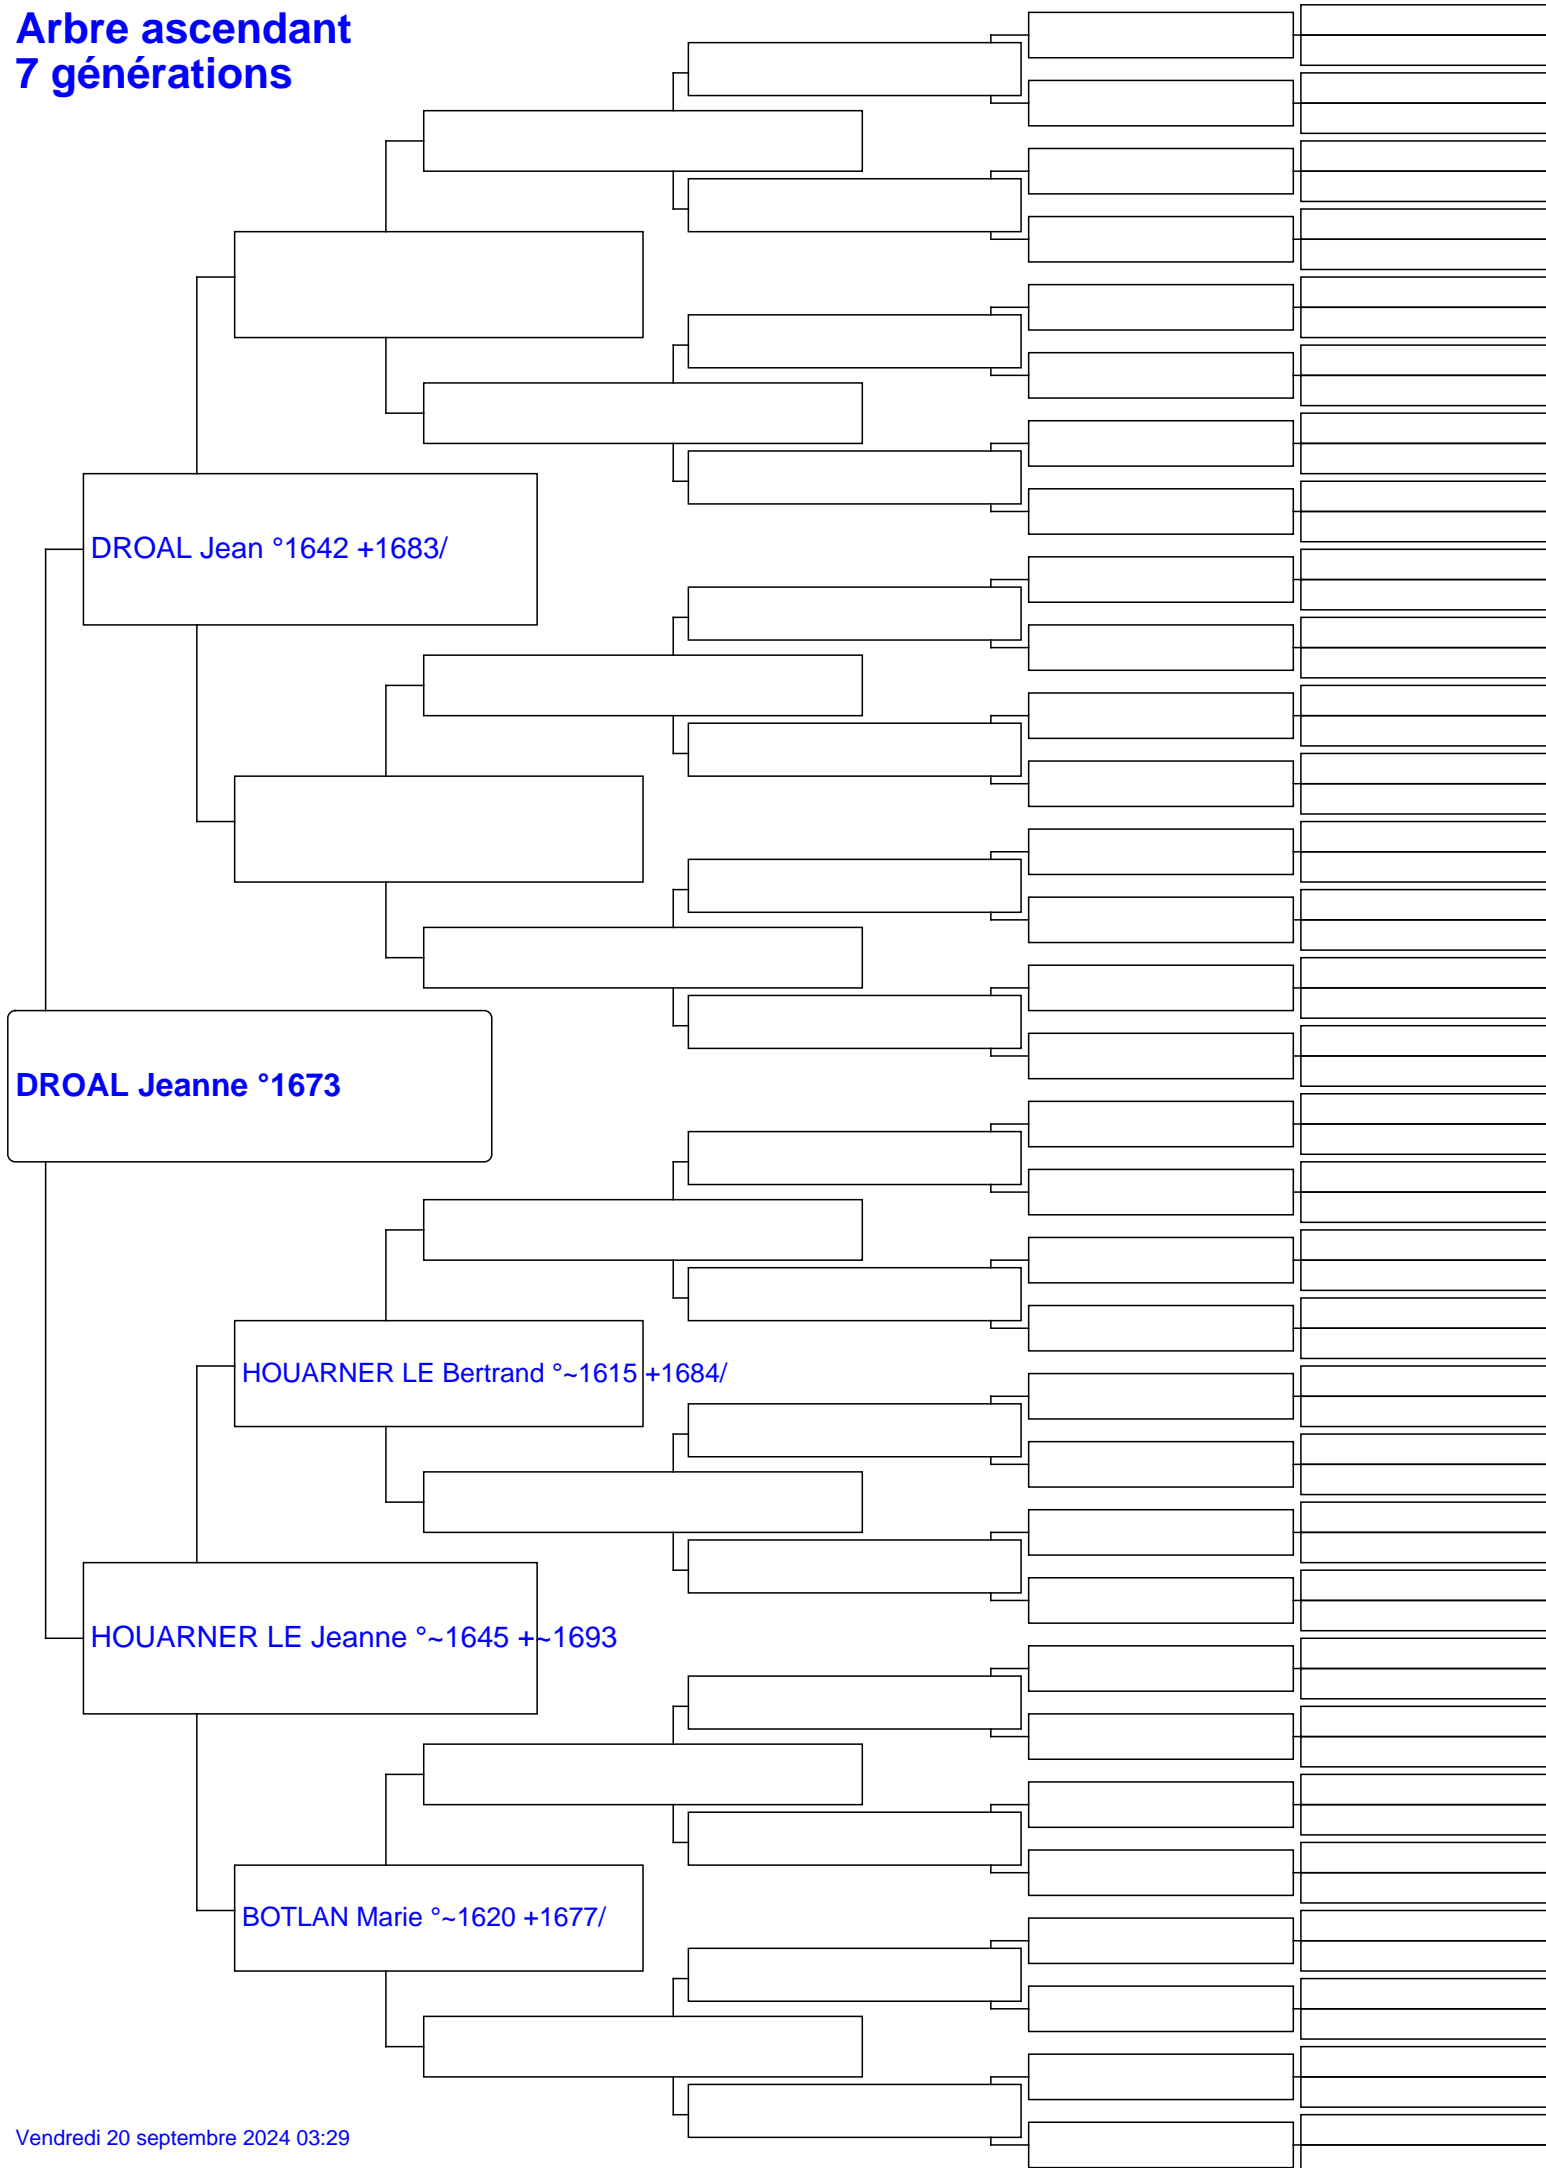 Arbre ascendant
7 générations
DROAL Jean °1642 +1683/
DROAL Jeanne °1673
HOUARNER LE Bertrand °~1615 +1684/
HOUARNER LE Jeanne °~1645 +~1693
BOTLAN Marie °~1620 +1677/
Vendredi 20 septembre 2024 03:29